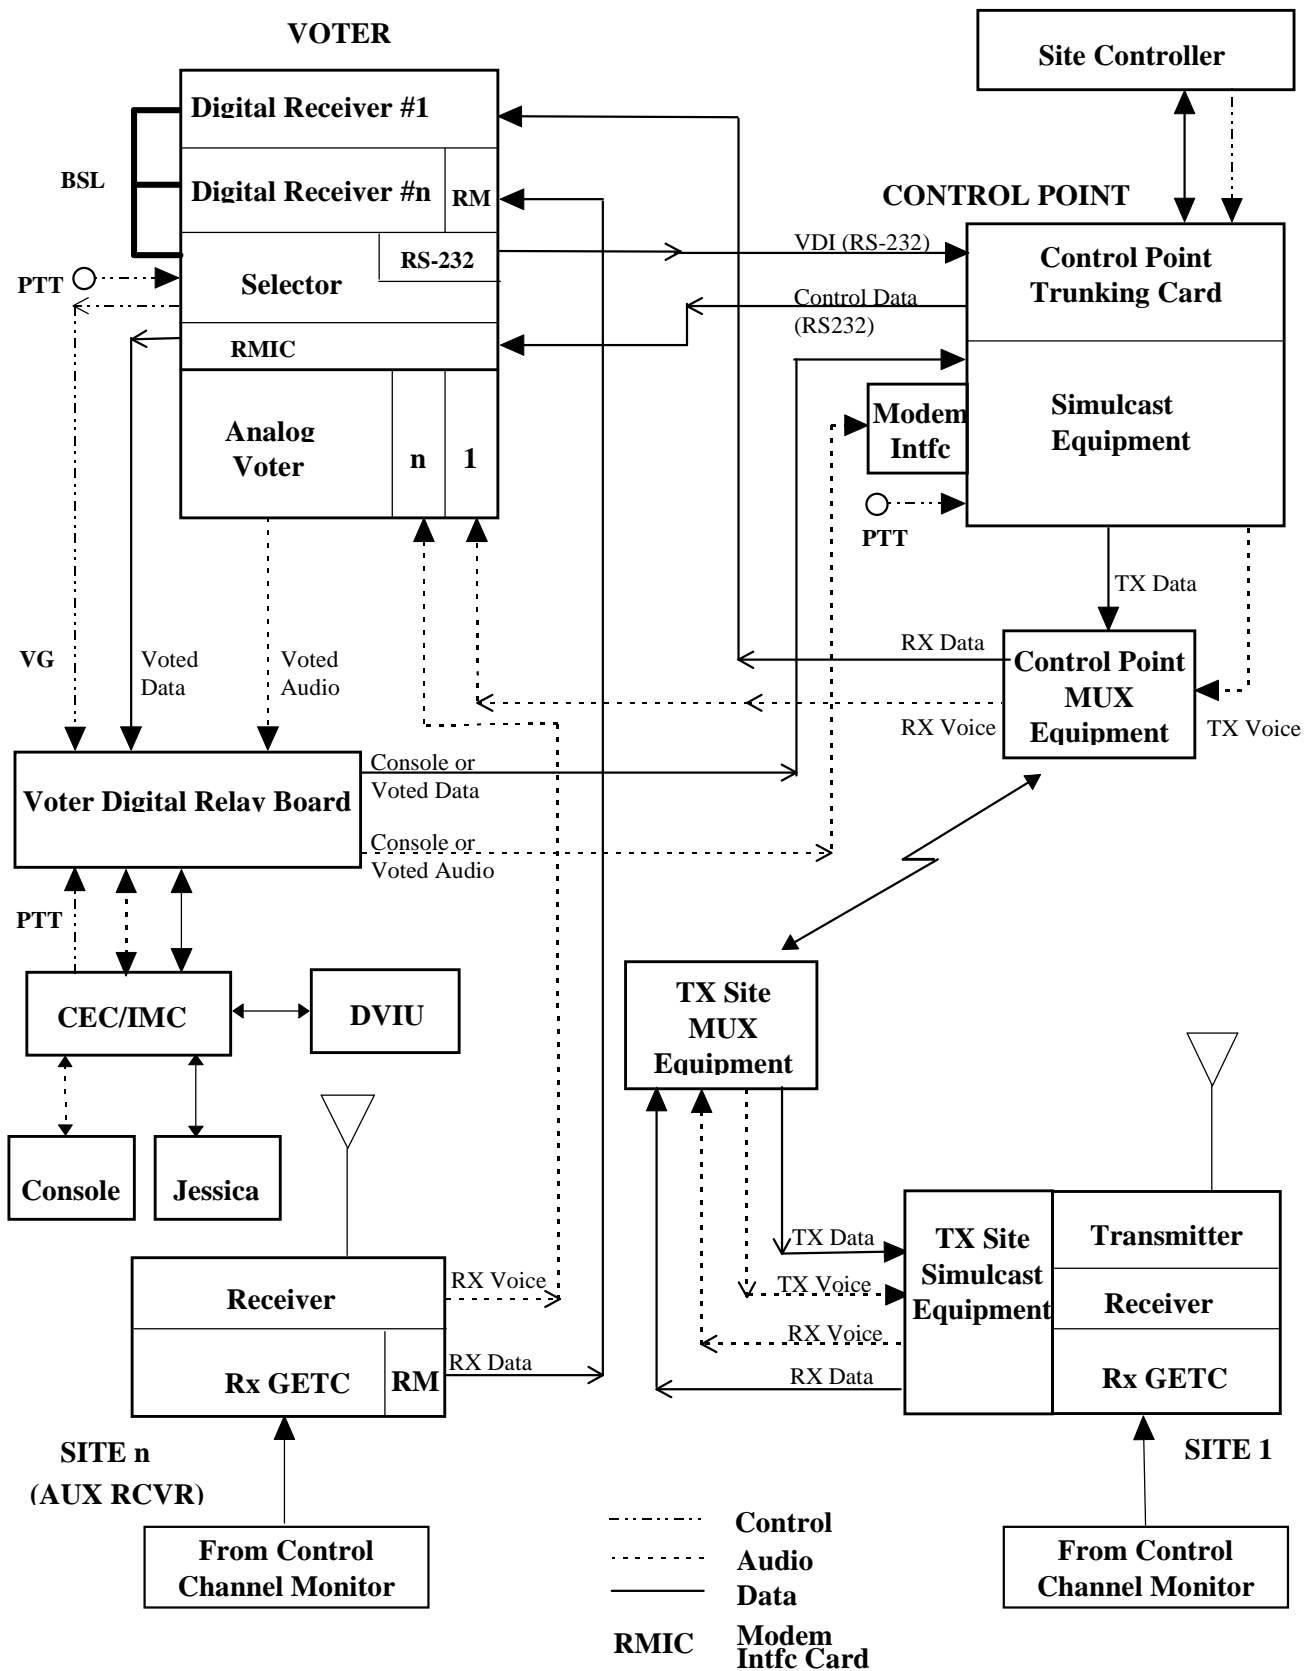 VOTER
Site Controller
Digital Receiver #1
BSL
Digital Receiver #n
RM
CONTROL POINT
RS-232
VDI (RS-232)
Control Point
Trunking Card
PTT
Selector
Control Data
(RS232)
RMIC
Modem
Intfc
Simulcast
Equipment
Analog
Voter
n
1
PTT
TX Data
VG
Voted
Data
Voted
Audio
RX Data
Control Point
MUX
Equipment
RX Voice
TX Voice
Console or
Voted Data
Voter Digital Relay Board
Console or
Voted Audio
PTT
CEC/IMC
DVIU
TX Site
MUX
Equipment
Console
Jessica
TX Data
TX Site
Simulcast
Equipment
Transmitter
RX Voice
TX Voice
Receiver
Receiver
RX Voice
RX Data
RX Data
Rx GETC
RM
Rx GETC
SITE n
(AUX RCVR)
SITE 1
Control
From Control
Channel Monitor
Audio
From Control
Channel Monitor
Data
RMIC
Modem
Intfc Card